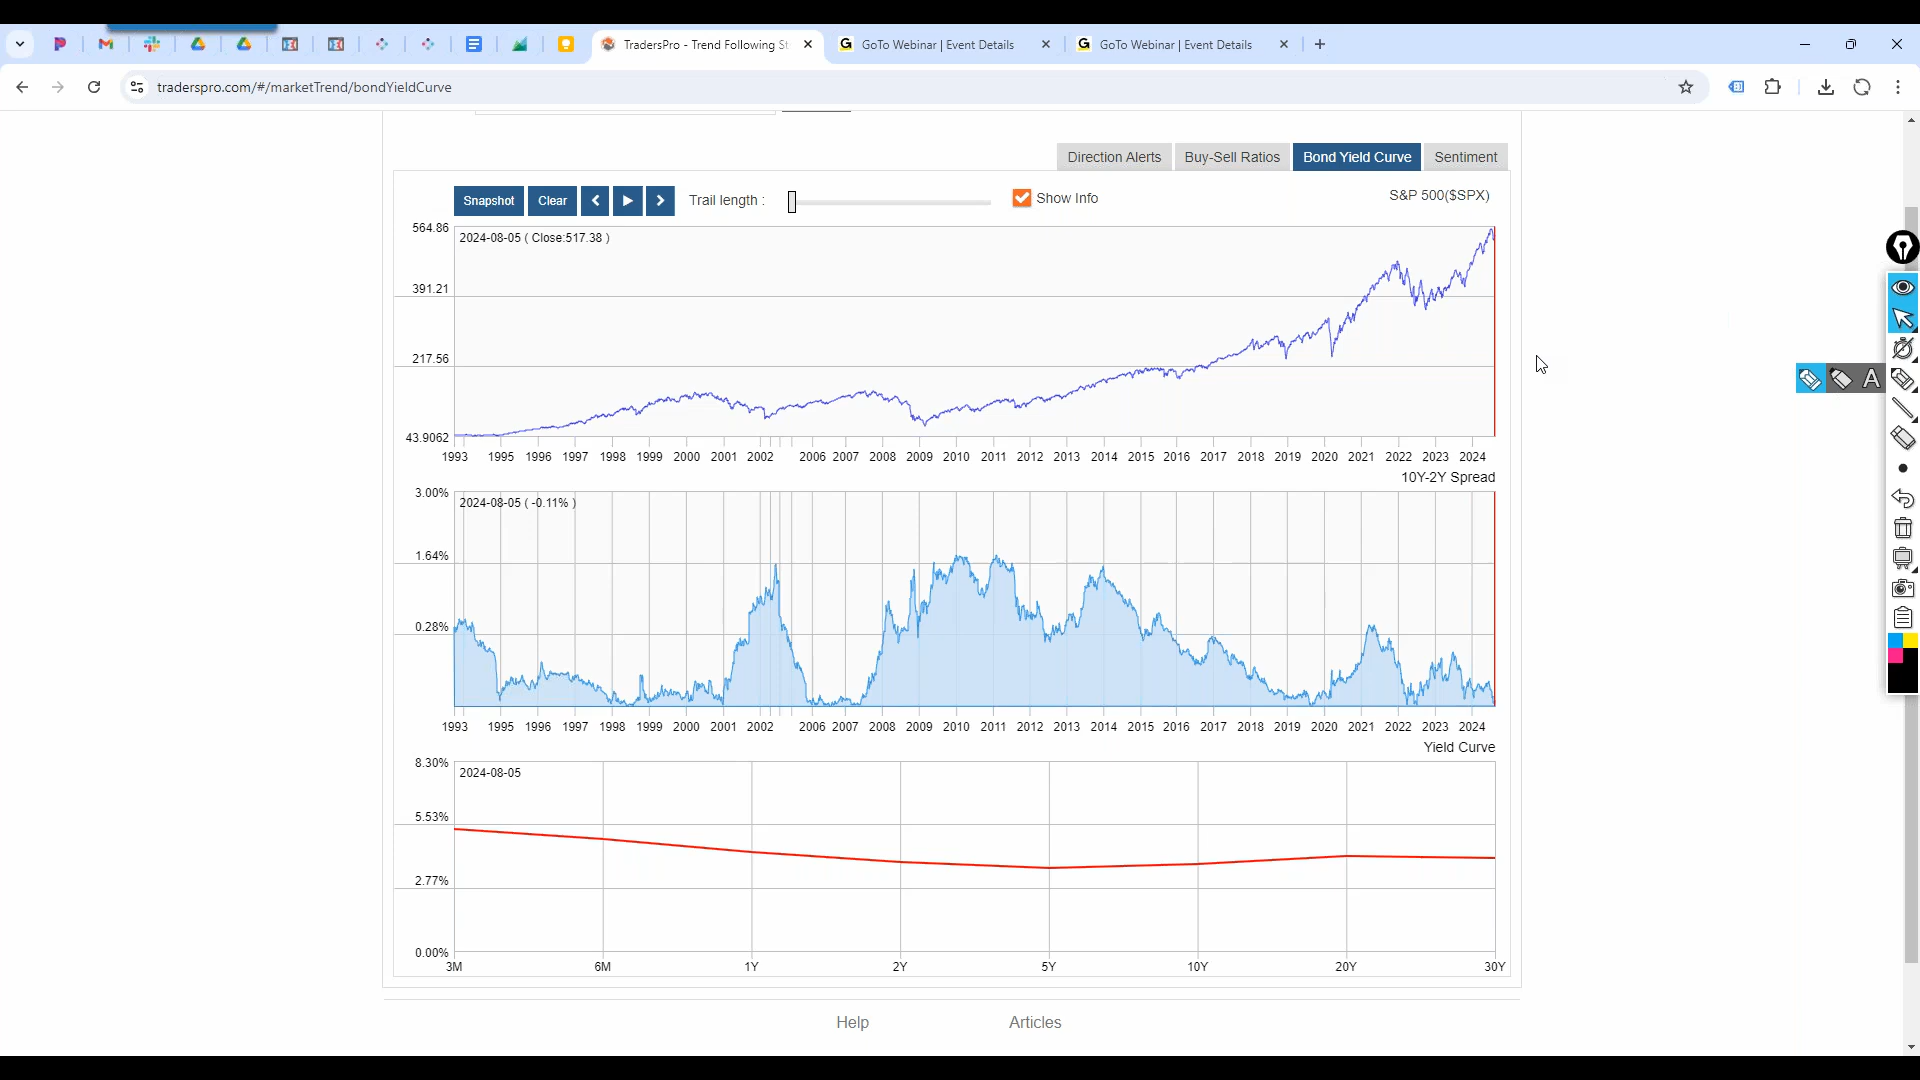 TradersPro - Trend Following St
GoTo Webinar | Event Details
GoTo Webinar | Event Details
traderspro.com/#/marketTrend/bondYieldCurve
Direction Alerts
Buy-Sell Ratios
Bond Yield Curve
Sentiment
Snapshot
Clear
Trail length :
Show Info
S&P 500($SPX)
564.86
2024-08-05 ( Close:517.38 )
391.21
217.56
43.9062
1993 1995 1996 1997 1998 1999 2000 2001 2002 2006 2007 2008 2009 2010 2011 2012 2013 2014 2015 2016 2017 2018 2019 2020 2021 2022 2023 2024
10Y-2Y Spread
3.00%
2024-08-05 ( -0.11% )
1.64%
0.28%
1993 1995 1996 1997 1998 1999 2000 2001 2002 2006 2007 2008 2009 2010 2011 2012 2013 2014 2015 2016 2017 2018 2019 2020 2021 2022 2023 2024
Yield Curve
8.30%
2024-08-05
5.53%
2.77%
0.00%
3M 6M 1Y 2Y 5Y 10Y 20Y 30Y
Help
Articles
A